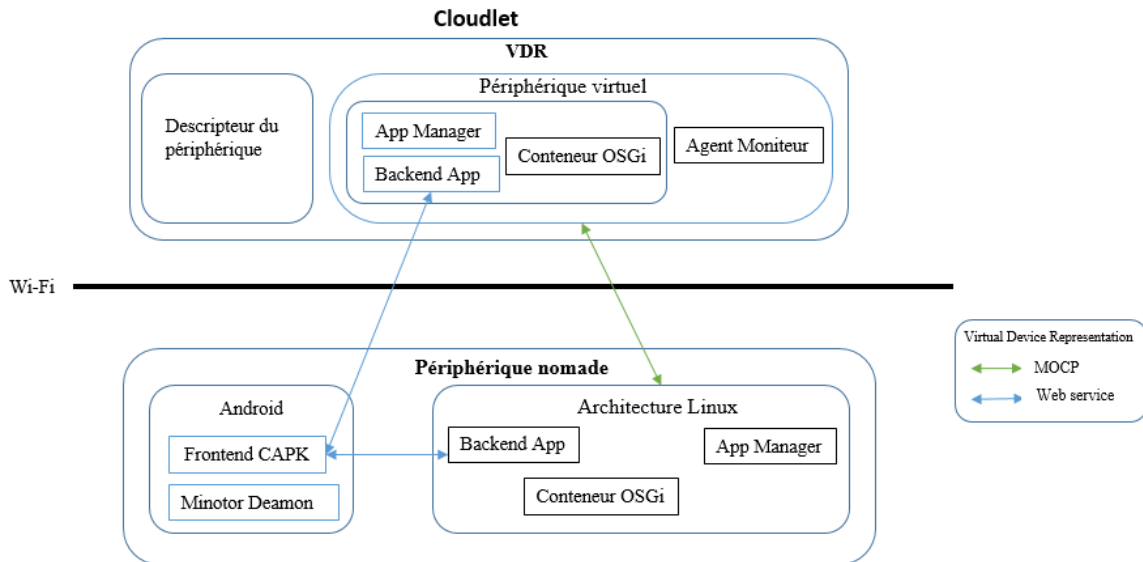 Cloudlet
VDR
Périphérique virtuel
Descripteur du
périphérique
App Manager
Backend App
Conteneur OSGi
Agent Moniteur
Wi-Fi
Virtual Device Representation
MOCP
Web service
Périphérique nomade
Android
Frontend CAPK
Minotor Deamon
Architecture Linux
Backend App
App Manager
Conteneur OSGi